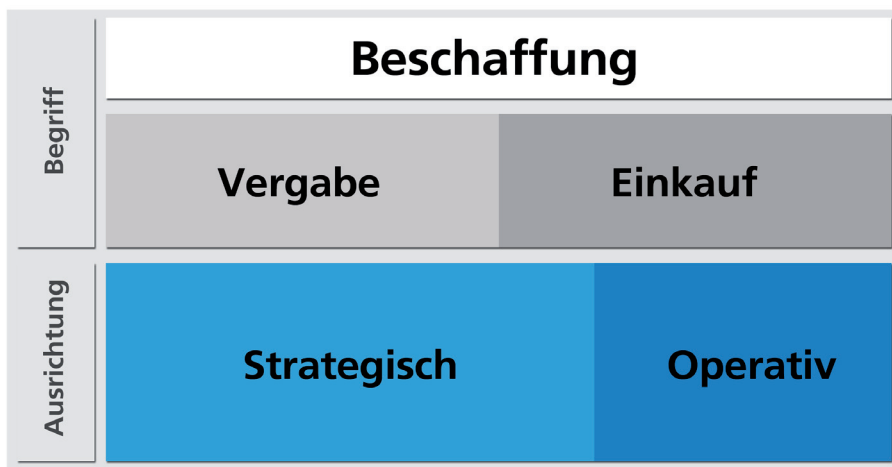 Begriff
Beschaffung
Vergabe
Einkauf
Ausrichtung
Strategisch
Operativ